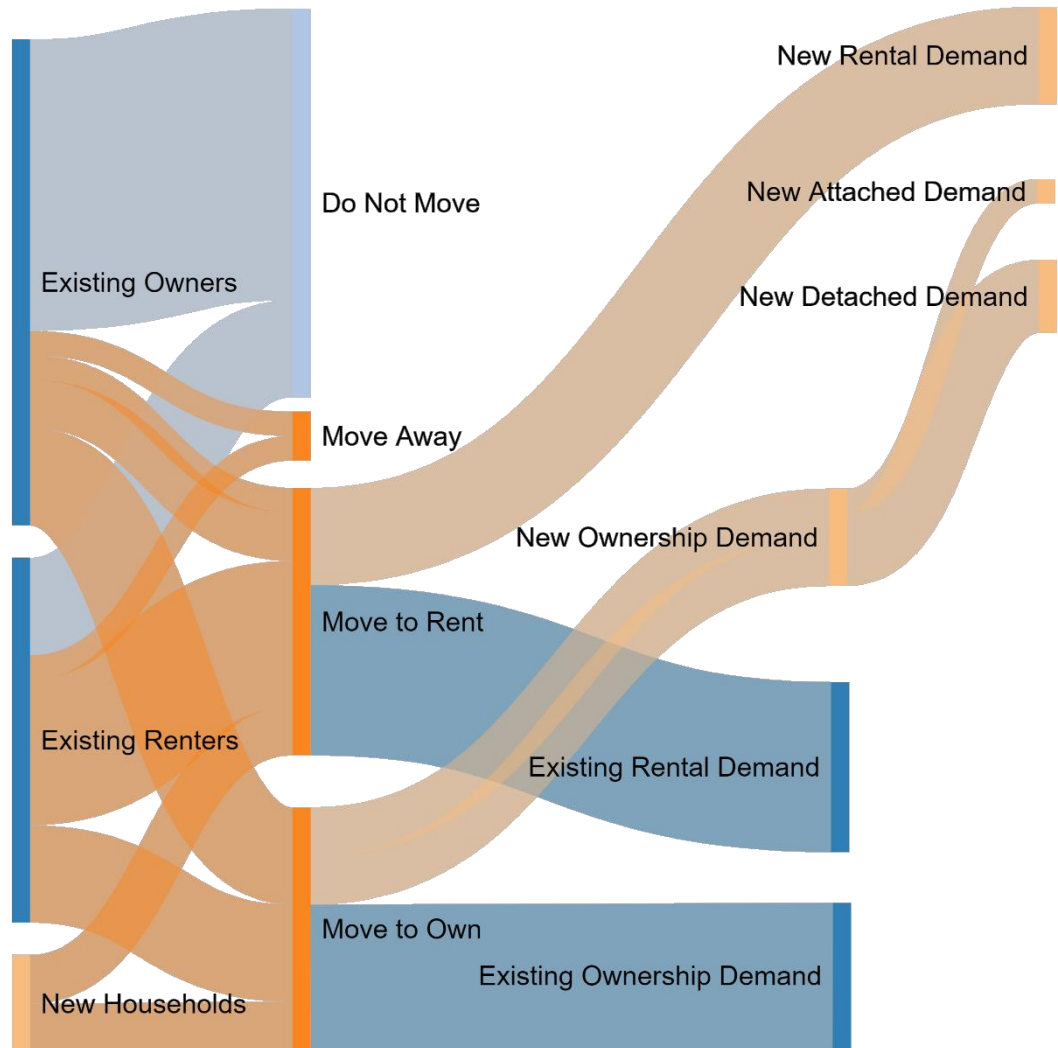 New Rental Demand
New Attached Demand
Do Not Move
Existing Owners
New Detached Demand
Move Away
New Ownership Demand
Move to Rent
Existing Renters
Existing Rental Demand
Move to Own
Existing Ownership Demand
New Households